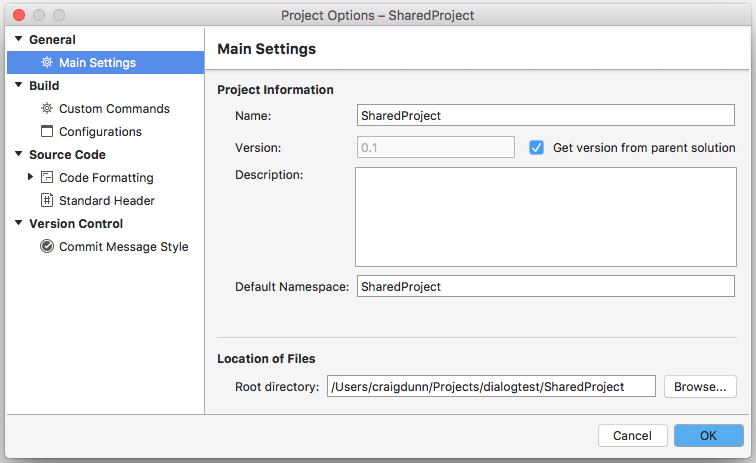 Project Options – SharedProject
General
Main Settings
Build
Custom Commands
Configurations
Source Code
Code Formatting
Standard Header
Version Control
Commit Message Style
Main Settings
Project Information
Name: SharedProject
Version: 0.1 Get version from parent solution
Description:
Default Namespace: SharedProject
Location of Files
Root directory: /Users/craigdunn/Projects/dialogtest/SharedProject Browse...
Cancel OK